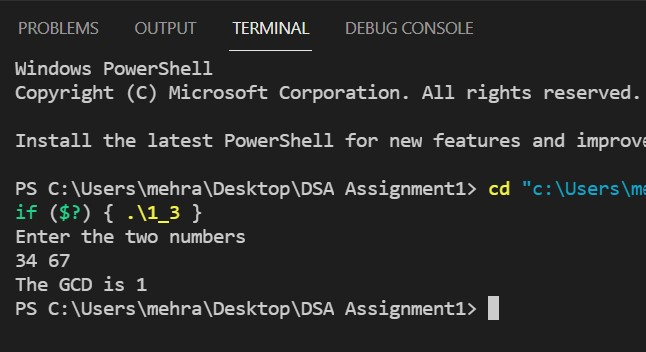 PROBLEMS OUTPUT TERMINAL DEBUG CONSOLE
Windows PowerShell
Copyright (C) Microsoft Corporation. All rights reserved.
Install the latest PowerShell for new features and improve
PS C:\Users\mehra\Desktop\DSA Assignment1> cd "c:\Users\me
if ($?) { .\1_3 }
Enter the two numbers
34 67
The GCD is 1
PS C:\Users\mehra\Desktop\DSA Assignment1>